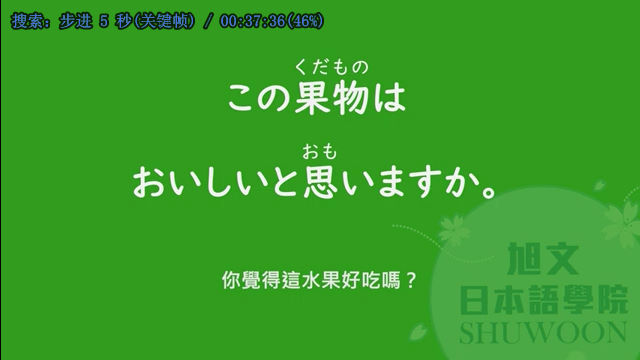 搜索: 步进 5 秒(关键帧) / 00:37:36(46%)
くだもの
この果物は
おも
おいしいと思いますか。
你覺得這水果好吃嗎？
旭文
日本語學院
SHUWOON